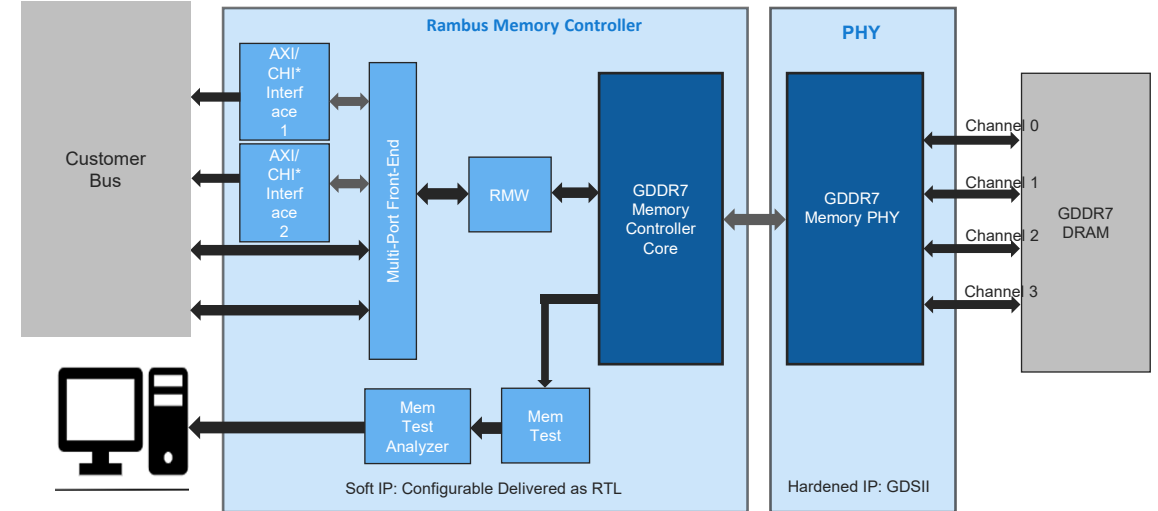 Rambus Memory Controller
PHY
Customer
Bus
AXI/
CHI*
Interf
ace
1
AXI/
CHI*
Interf
ace
2
Multi-Port Front-End
RMW
GDDR7
Memory
Controller
Core
GDDR7
Memory PHY
Channel 0
Channel 1
Channel 2
Channel 3
GDDR7
DRAM
Mem
Test
Analyzer
Mem
Test
Soft IP: Configurable Delivered as RTL
Hardened IP: GDSII